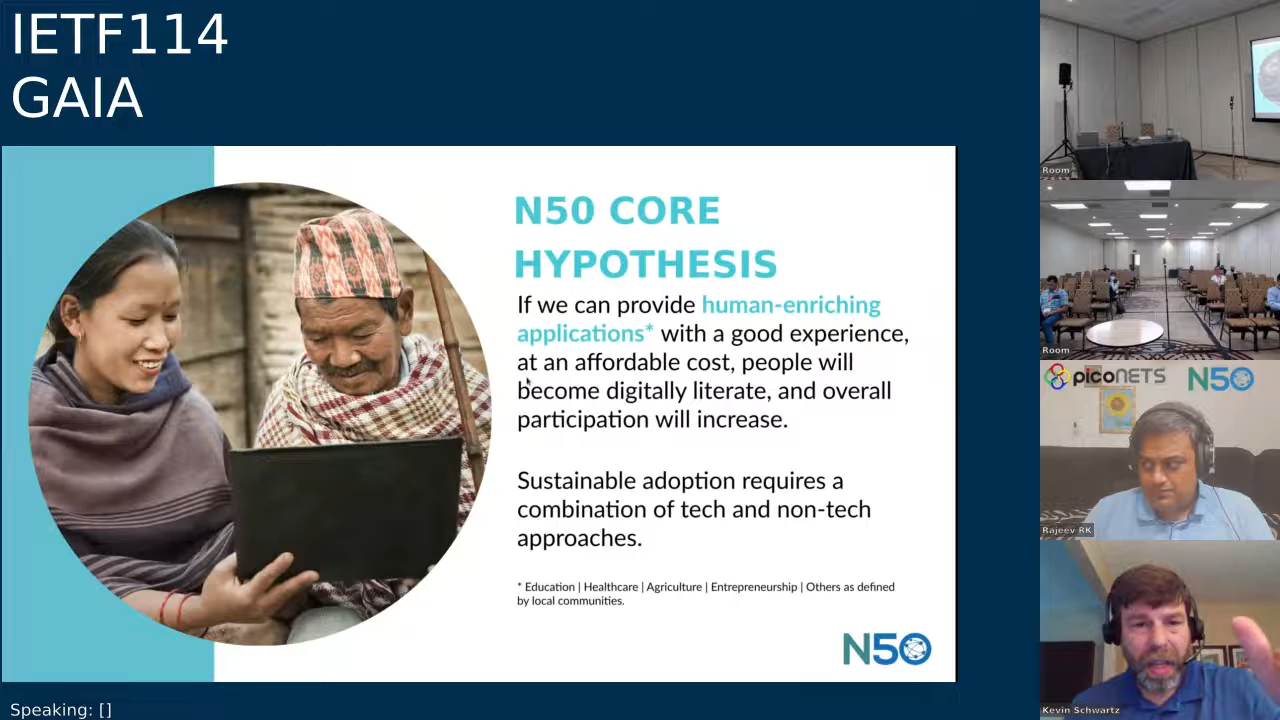 IETF114
GAIA
N50 CORE
HYPOTHESIS
If we can provide human-enriching
applications* with a good experience,
at an affordable cost, people will
become digitally literate, and overall
participation will increase.
Sustainable adoption requires a
combination of tech and non-tech
approaches.
* Education | Healthcare | Agriculture | Entrepreneurship | Others as defined
by local communities.
N50
Speaking: []
Room
Room
picoNETS N50
Rajeev RK
Kevin Schwartz